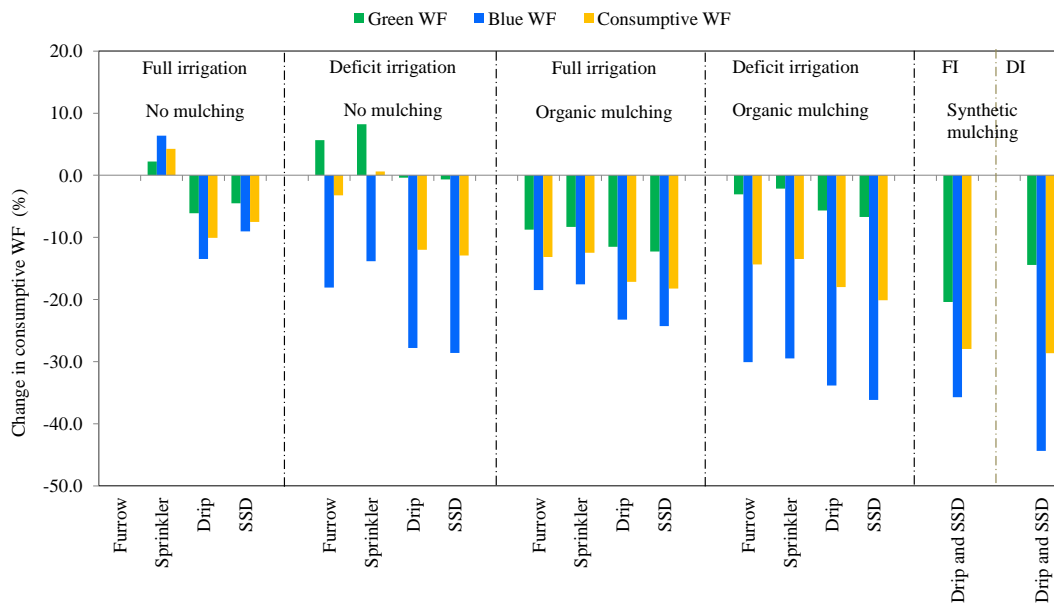 Green WF Blue WF Consumptive WF
Change in consumptive WF (%)
20.0
10.0
0.0
-10.0
-20.0
-30.0
-40.0
-50.0
Full irrigation
No mulching
Deficit irrigation
No mulching
Full irrigation
Organic mulching
Deficit irrigation
Organic mulching
FI DI
Synthetic
mulching
Furrow
Sprinkler
Drip
SSD
Furrow
Sprinkler
Drip
SSD
Furrow
Sprinkler
Drip
SSD
Furrow
Sprinkler
Drip
SSD
Drip and SSD
Drip and SSD